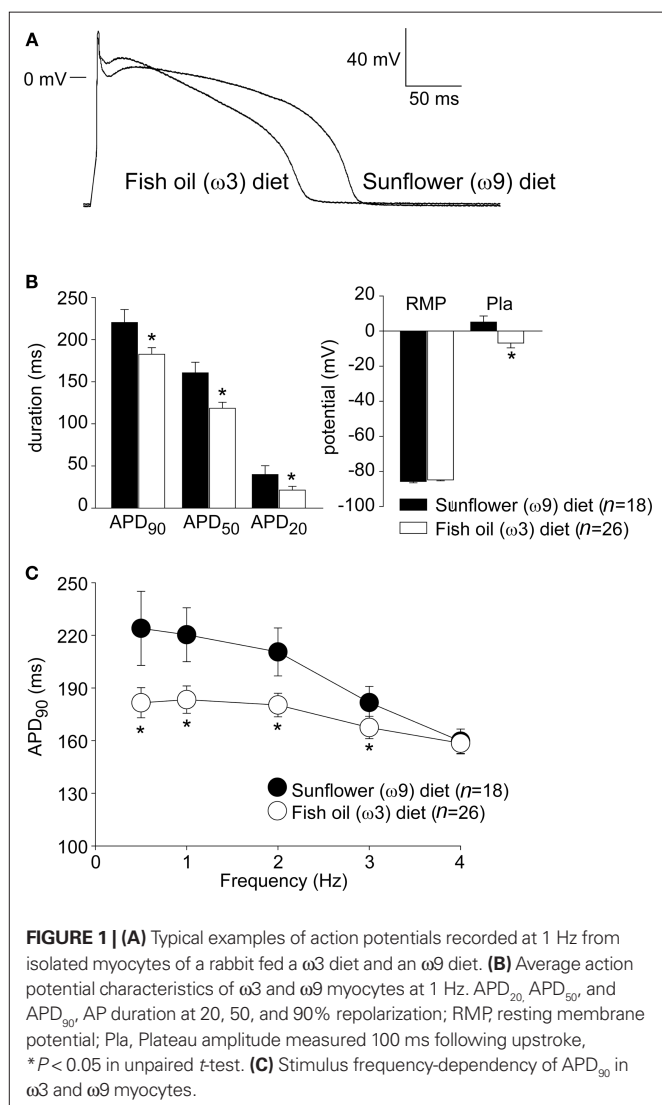 A
0 mV
40 mV
50 ms
Fish oil (ω3) diet
Sunflower (ω9) diet
B
250
200
150
100
50
0
duration (ms)
*
*
*
APD90
APD50
APD20
20
0
-20
-40
-60
-80
-100
potential (mV)
RMP
Pla
*
Sunflower (ω9) diet (n=18)
Fish oil (ω3) diet (n=26)
C
250
220
190
160
130
100
APD90 (ms)
*
*
*
*
Sunflower (ω9) diet (n=18)
Fish oil (ω3) diet (n=26)
0
1
2
3
4
Frequency (Hz)
FIGURE 1 | (A) Typical examples of action potentials recorded at 1 Hz from
isolated myocytes of a rabbit fed a ω3 diet and an ω9 diet. (B) Average action
potential characteristics of ω3 and ω9 myocytes at 1 Hz. APD20, APD50, and
APD90, AP duration at 20, 50, and 90% repolarization; RMP, resting membrane
potential; Pla, Plateau amplitude measured 100 ms following upstroke,
*P < 0.05 in unpaired t-test. (C) Stimulus frequency-dependency of APD90 in
ω3 and ω9 myocytes.